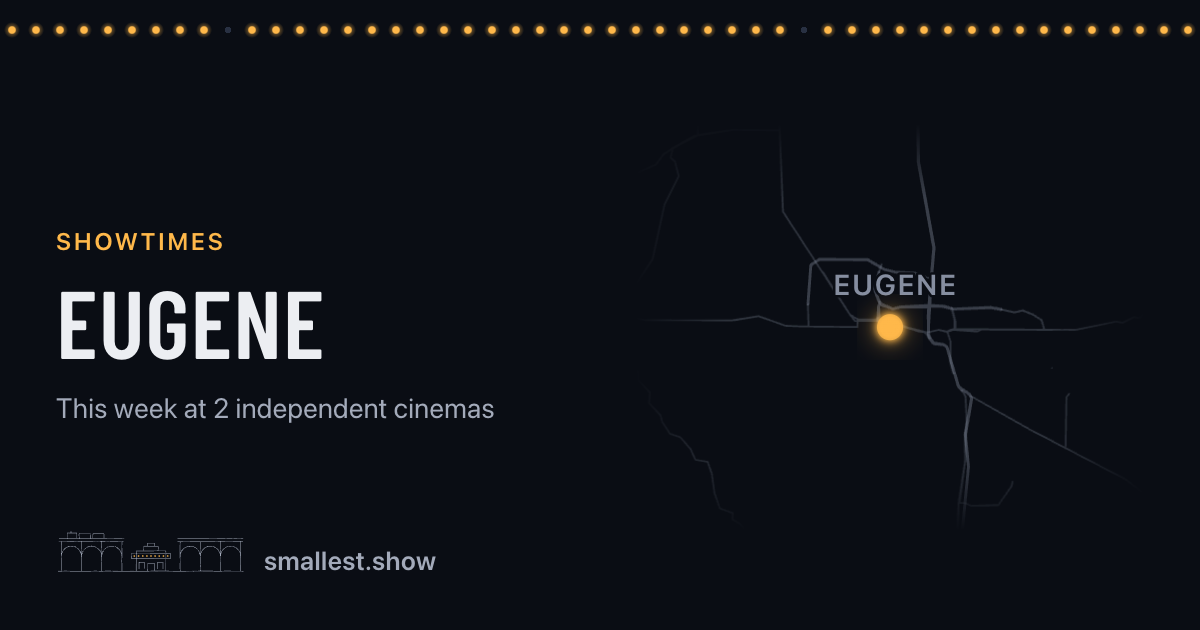 SHOWTIMES
EUGENE
This week at 2 independent cinemas
smallest.show
EUGENE